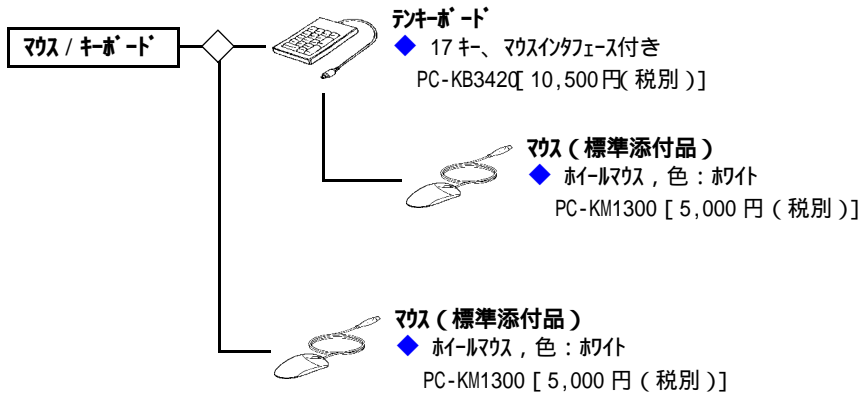 ﾏｳｽ / ｷｰﾎﾞｰﾄﾞ
ﾃﾝｷｰﾎﾞｰﾄﾞ
◆ 17 ｷｰ、ﾏｳｽｲﾝﾀﾌｪｰｽ付き
PC-KB3420[ 10,500円( 税別 )]
ﾏｳｽ ( 標準添付品 )
◆ ﾎｲｰﾙﾏｳｽ , 色 : ﾎﾜｲﾄ
PC-KM1300 [ 5,000 円 ( 税別 )]
ﾏｳｽ ( 標準添付品 )
◆ ﾎｲｰﾙﾏｳｽ , 色 : ﾎﾜｲﾄ
PC-KM1300 [ 5,000 円 ( 税別 )]